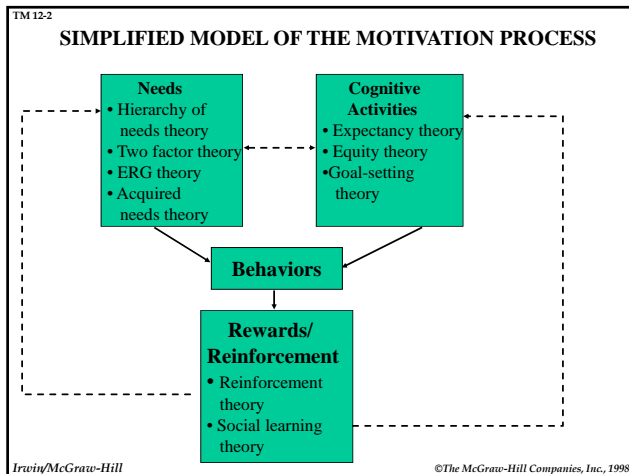 TM 12-2
SIMPLIFIED MODEL OF THE MOTIVATION PROCESS
Needs
• Hierarchy of
needs theory
• Two factor theory
• ERG theory
• Acquired
needs theory
Cognitive
Activities
• Expectancy theory
• Equity theory
•Goal-setting
theory
Behaviors
Rewards/
Reinforcement
• Reinforcement
theory
• Social learning
theory
Irwin/McGraw-Hill
©The McGraw-Hill Companies, Inc., 1998